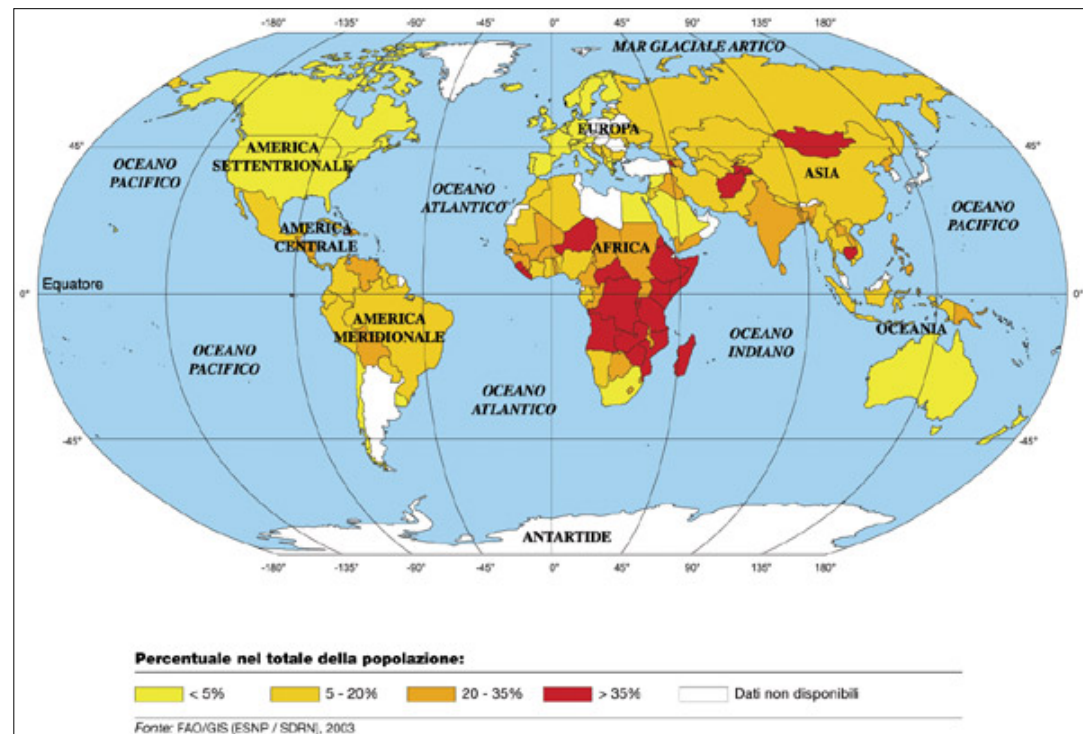 -180° -135° -90° -45° 0° 45° 90° 135° 180°
MAR GLACIALE ARTICO
EUROPA
45° 45°
AMERICA
SETTENTRIONALE
OCEANO
PACIFICO
ASIA
OCEANO
ATLANTICO
OCEANO
PACIFICO
AMERICA
CENTRALE
AFRICA
Equatore
0° 0°
AMERICA
MERIDIONALE
OCEANIA
OCEANO
INDIANO
OCEANO
PACIFICO
OCEANO
ATLANTICO
-45° -45°
ANTARTIDE
-180° -135° -90° -45° 0° 45° 60° 90° 135° 180°
Percentuale nel totale della popolazione:
< 5% 5 - 20% 20 - 35% > 35% Dati non disponibili
Fonte: FAO/GIS (ESNP / SDRN), 2003